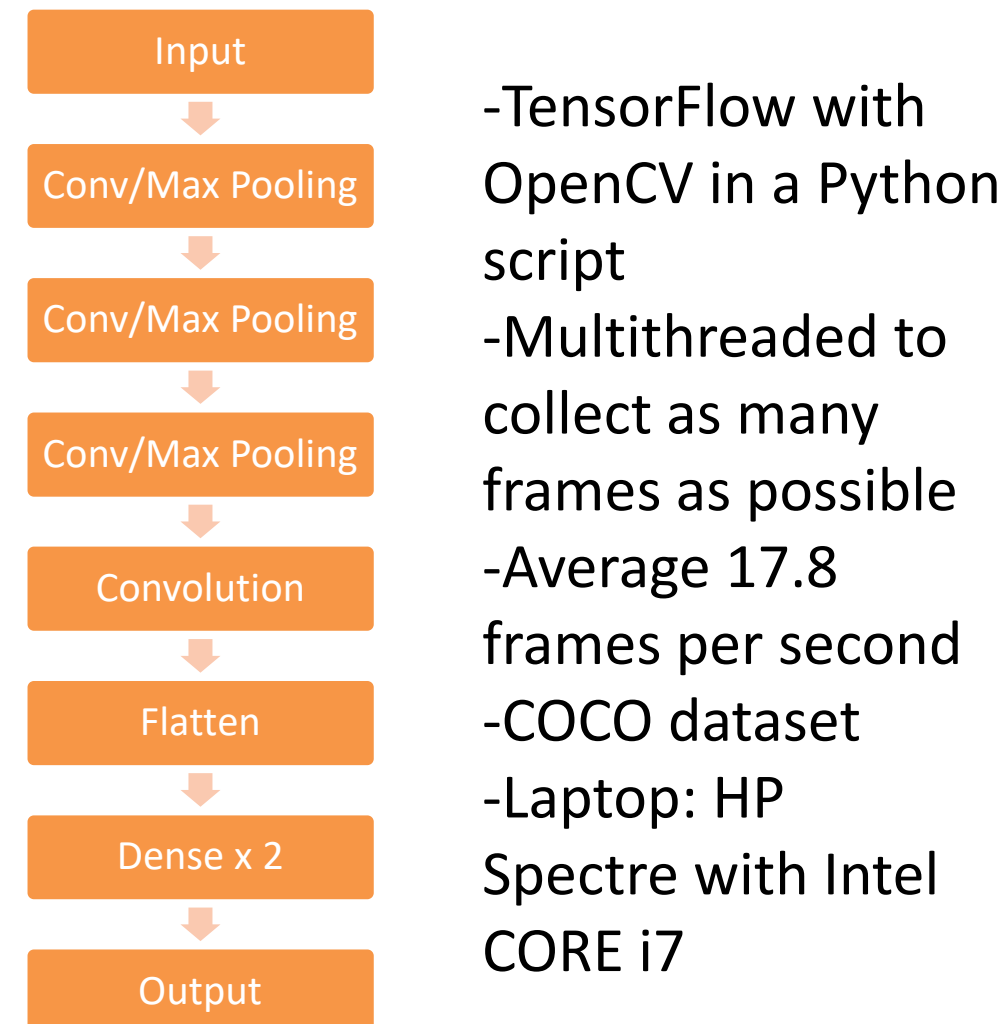 Input
Conv/Max Pooling
Conv/Max Pooling
Conv/Max Pooling
Convolution
Flatten
Dense x 2
Output
-TensorFlow with
OpenCV in a Python
script
-Multithreaded to
collect as many
frames as possible
-Average 17.8
frames per second
-COCO dataset
-Laptop: HP
Spectre with Intel
CORE i7